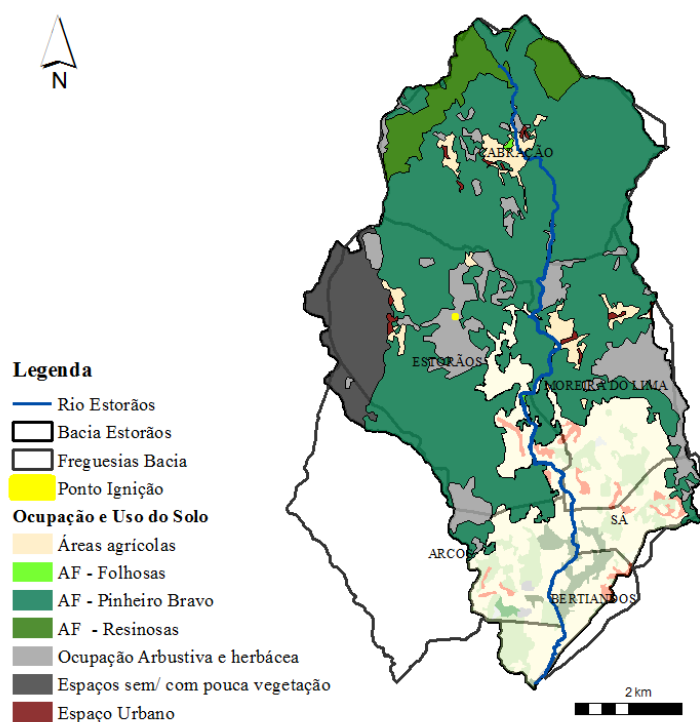 N
CABRAÇÃO
ESTORÃOS
MOREIRA DO LIMA
SÁ
ARCOS
BERTIANDOS
Legenda
Rio Estorãos
Bacia Estorãos
Freguesias Bacia
Ponto Ignição
Ocupação e Uso do Solo
Áreas agrícolas
AF - Folhosas
AF - Pinheiro Bravo
AF - Resinosas
Ocupação Arbustiva e herbácea
Espaços sem/ com pouca vegetação
Espaço Urbano
2 km